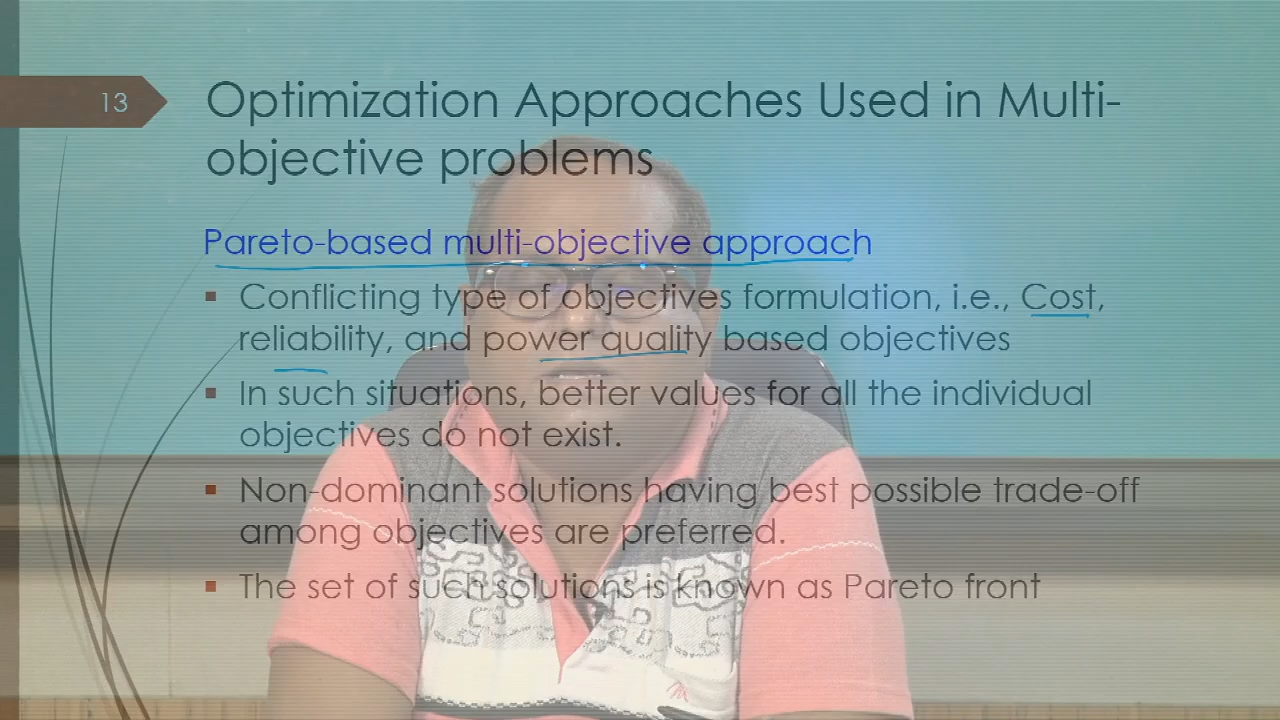 13
Optimization Approaches Used in Multi-
objective problems
Pareto-based multi-objective approach
▪ Conflicting type of objectives formulation, i.e., Cost,
reliability, and power quality based objectives
▪ In such situations, better values for all the individual
objectives do not exist.
▪ Non-dominant solutions having best possible trade-off
among objectives are preferred.
▪ The set of such solutions is known as Pareto front